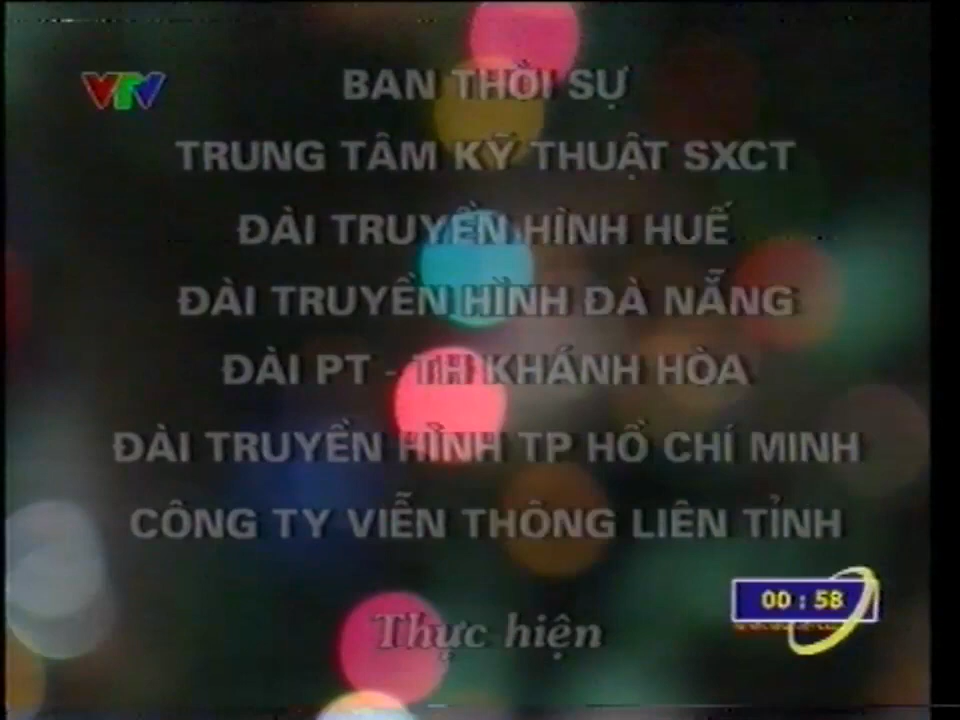 VTV
BAN THỜI SỰ
TRUNG TÂM KỸ THUẬT SXCT
ĐÀI TRUYỀN HÌNH HUẾ
ĐÀI TRUYỀN HÌNH ĐÀ NẴNG
ĐÀI PT - TH KHÁNH HÒA
ĐÀI TRUYỀN HÌNH TP HỒ CHÍ MINH
CÔNG TY VIỄN THÔNG LIÊN TỈNH
Thực hiện
00 : 58